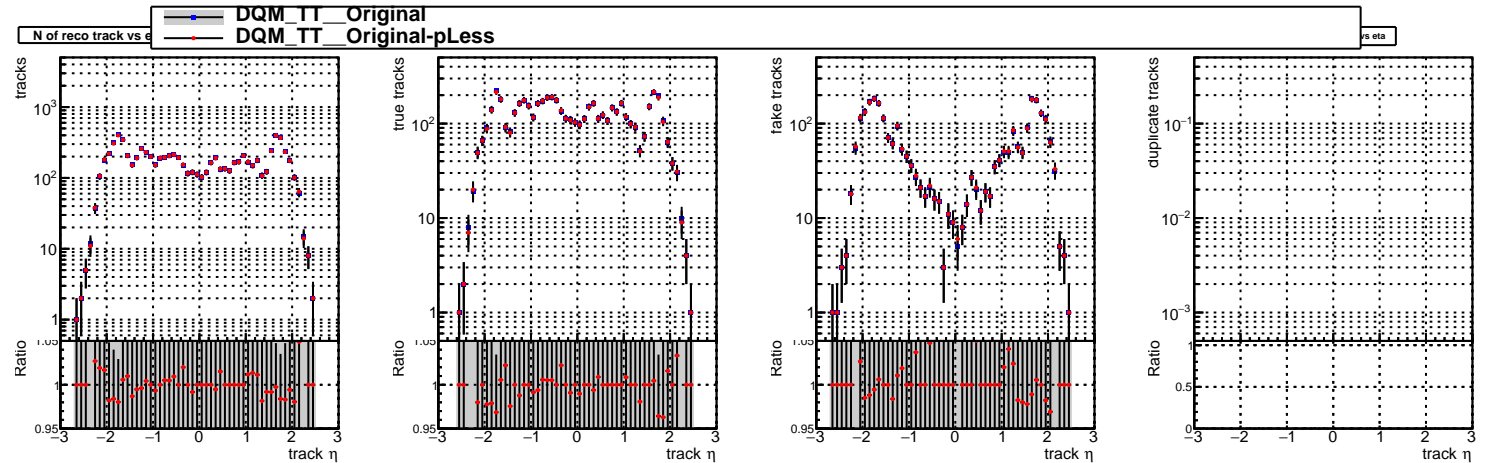 DQM_TT__Original
DQM_TT__Original-pLess
N of reco track vs e
vs eta
tracks
10³
10²
10
1
Ratio
1.05
1
0.95
−3 −2 −1 0 1 2 3
track η
true tracks
10²
10
1
Ratio
1.05
1
0.95
−3 −2 −1 0 1 2 3
track η
fake tracks
10²
10
1
Ratio
1.05
1
0.95
−3 −2 −1 0 1 2 3
track η
duplicate tracks
10⁻¹
10⁻²
10⁻³
Ratio
1
0.5
0
−3 −2 −1 0 1 2 3
track η